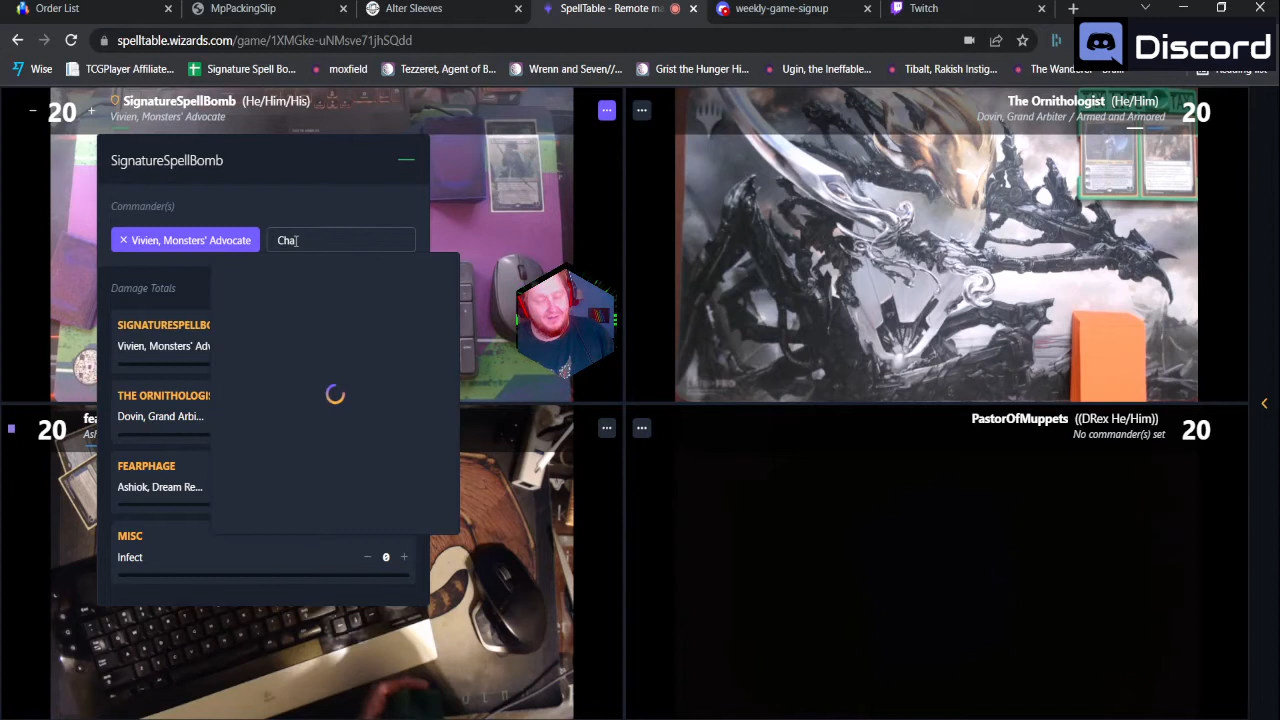 Order List
MpPackingSlip
Alter Sleeves
SpellTable - Remote m
weekly-game-signup
Twitch
spelltable.wizards.com/game/1XMGke-uNMsve71jhSQdd
Discord
Wise
TCGPlayer Affiliate...
Signature Spell Bo...
moxfield
Tezzeret, Agent of B...
Wrenn and Seven//...
Grist the Hunger Hi...
Ugin, the Ineffable...
Tibalt, Rakish Instig...
20
SignatureSpellBomb (He/Him/His)
Vivien, Monsters' Advocate
The Ornithologist (He/Him)
Dovin, Grand Arbiter / Armed and Armored
20
SignatureSpellBomb
Commander(s)
× Vivien, Monsters' Advocate
Cha
Damage Totals
SIGNATURESPELLBO
Vivien, Monsters' Adv
THE ORNITHOLOGIS
Dovin, Grand Arbi...
FEARPHAGE
Ashiok, Dream Re...
MISC
Infect
− 0 +
20
fea
Ash
PastorOfMuppets ((DRex He/Him))
No commander(s) set
20